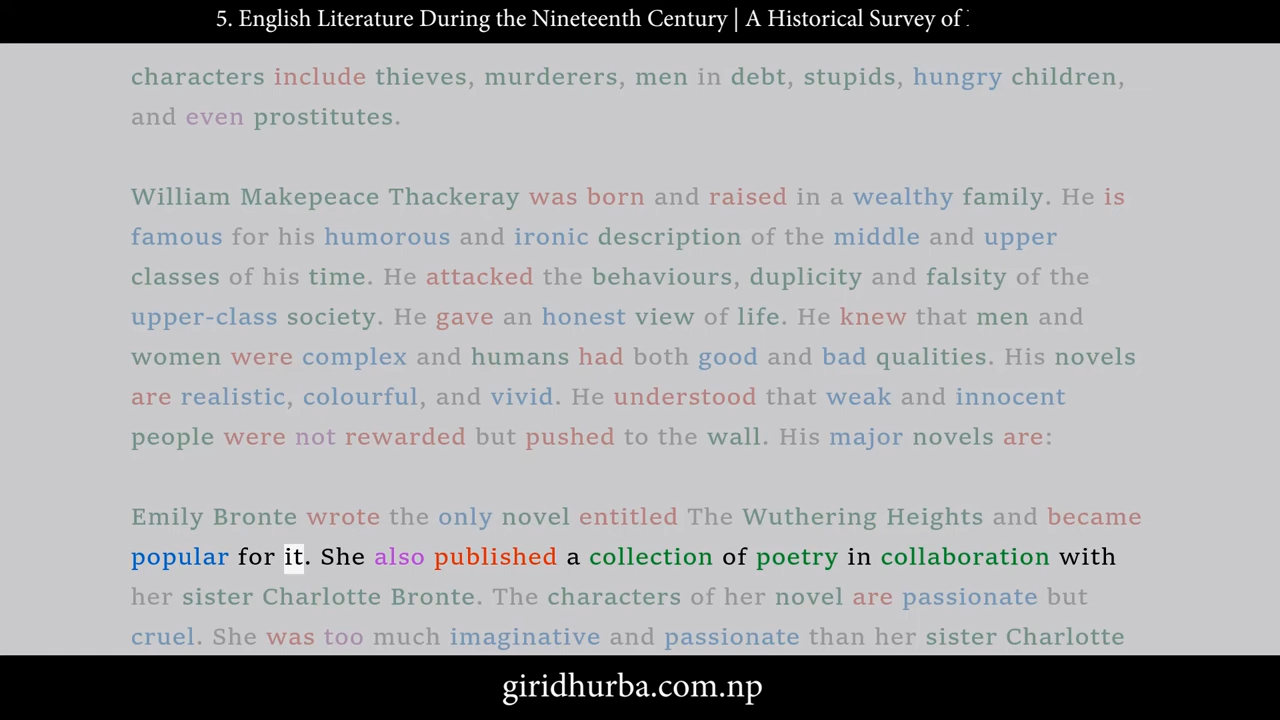 5. English Literature During the Nineteenth Century | A Historical Survey of
characters include thieves, murderers, men in debt, stupids, hungry children,
and even prostitutes.
William Makepeace Thackeray was born and raised in a wealthy family. He is
famous for his humorous and ironic description of the middle and upper
classes of his time. He attacked the behaviours, duplicity and falsity of the
upper-class society. He gave an honest view of life. He knew that men and
women were complex and humans had both good and bad qualities. His novels
are realistic, colourful, and vivid. He understood that weak and innocent
people were not rewarded but pushed to the wall. His major novels are:
Emily Bronte wrote the only novel entitled The Wuthering Heights and became
popular for it. She also published a collection of poetry in collaboration with
her sister Charlotte Bronte. The characters of her novel are passionate but
cruel. She was too much imaginative and passionate than her sister Charlotte
giridhurba.com.np